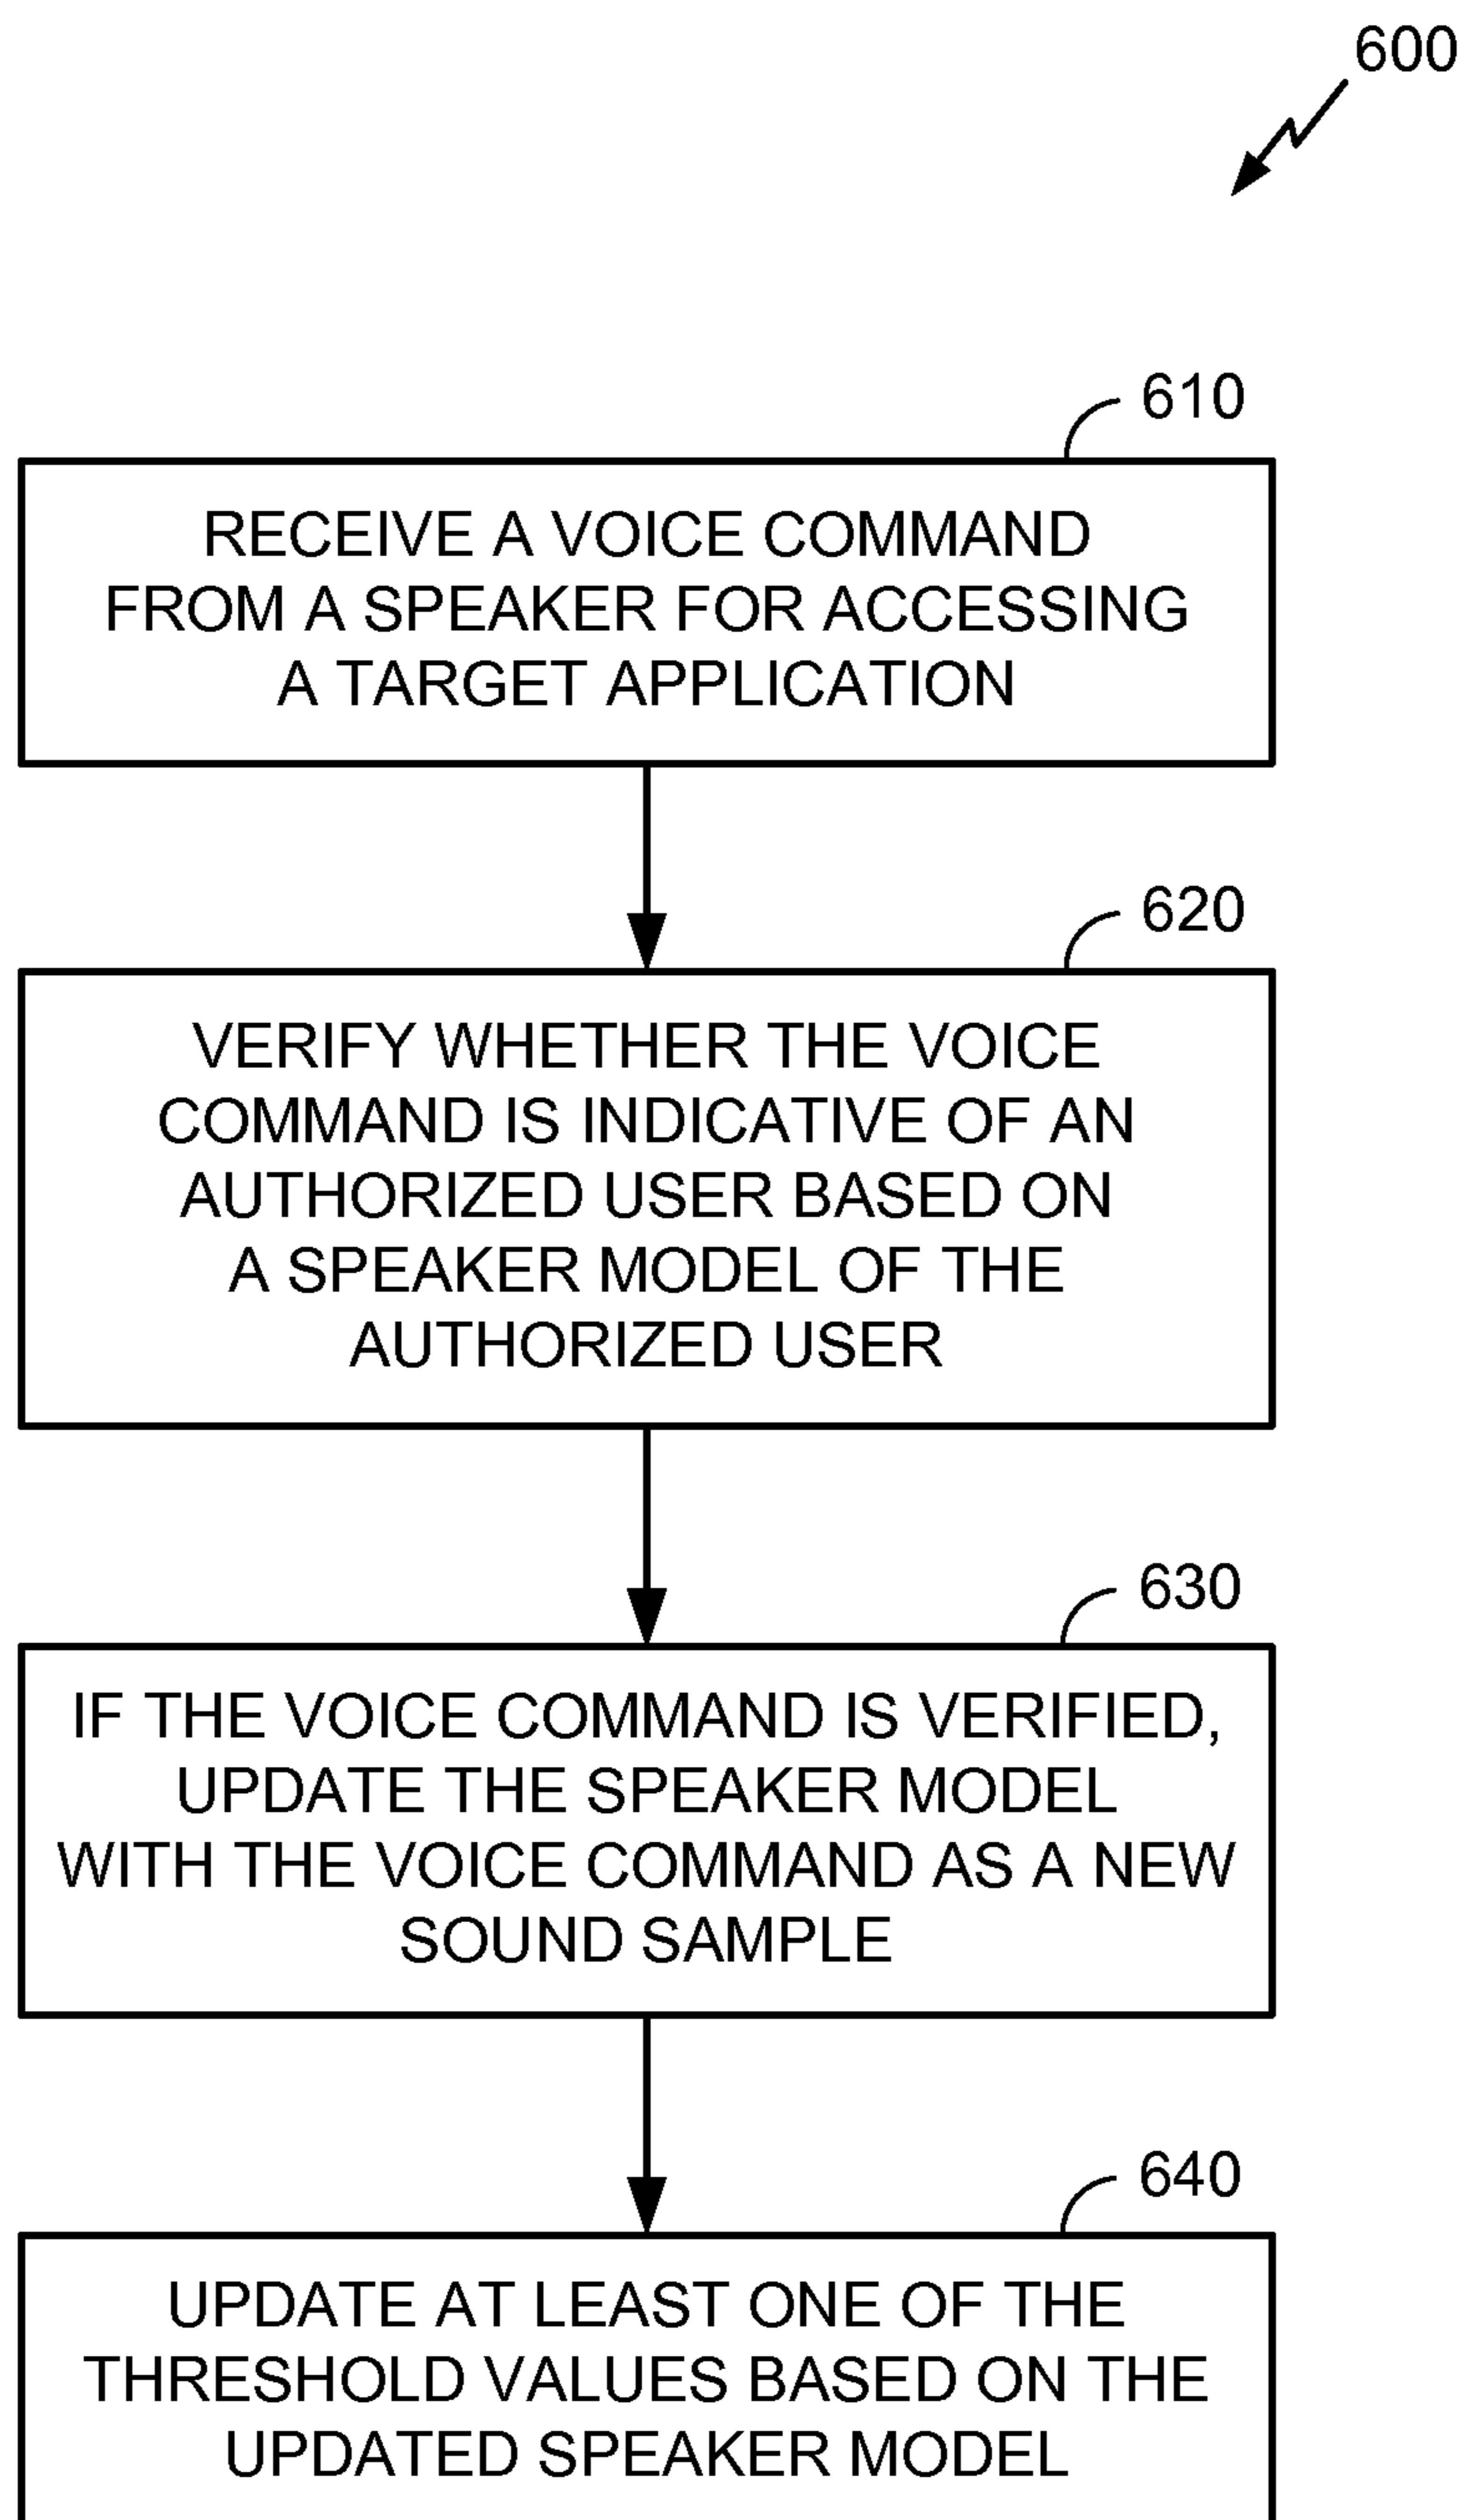 600
610
RECEIVE A VOICE COMMAND
FROM A SPEAKER FOR ACCESSING
A TARGET APPLICATION
620
VERIFY WHETHER THE VOICE
COMMAND IS INDICATIVE OF AN
AUTHORIZED USER BASED ON
A SPEAKER MODEL OF THE
AUTHORIZED USER
630
IF THE VOICE COMMAND IS VERIFIED,
UPDATE THE SPEAKER MODEL
WITH THE VOICE COMMAND AS A NEW
SOUND SAMPLE
640
UPDATE AT LEAST ONE OF THE
THRESHOLD VALUES BASED ON THE
UPDATED SPEAKER MODEL